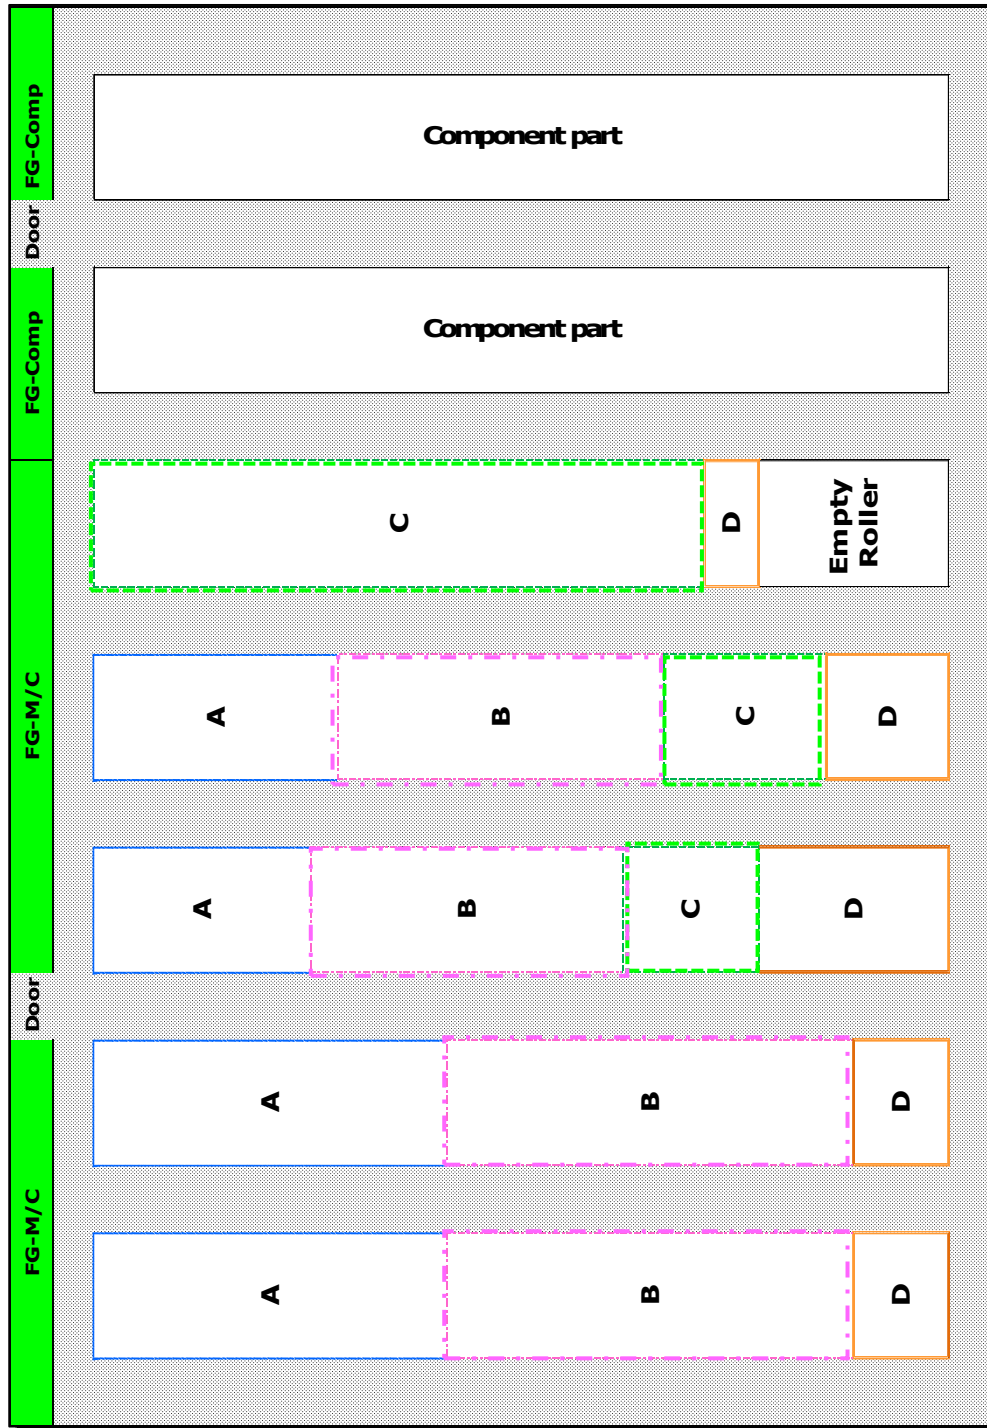 FG-Comp
Component part
Door
FG-Comp
Component part
C
D
Empty
Roller
FG-M/C
A
B
C
D
A
B
C
D
Door
A
B
D
FG-M/C
A
B
D